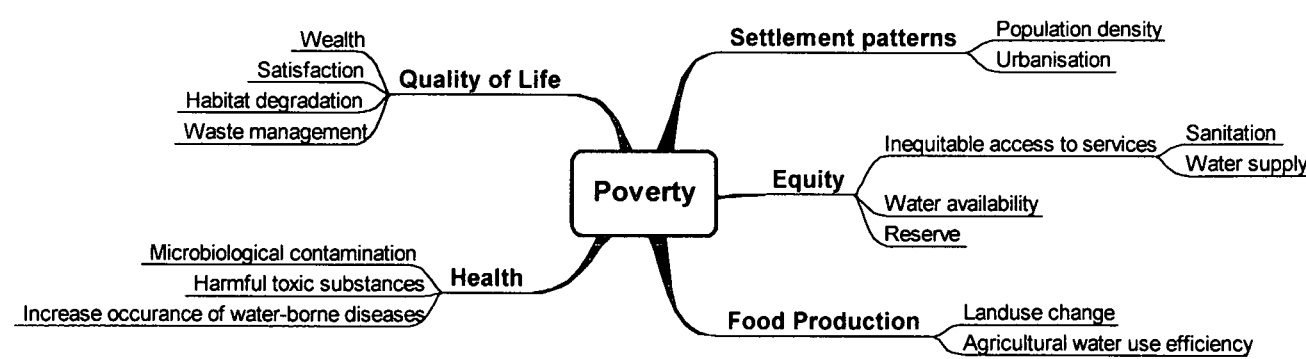 Wealth
Satisfaction
Habitat degradation
Waste management
Quality of Life
Settlement patterns
Population density
Urbanisation
Poverty
Equity
Inequitable access to services
Sanitation
Water supply
Water availability
Reserve
Microbiological contamination
Harmful toxic substances
Increase occurance of water-borne diseases
Health
Food Production
Landuse change
Agricultural water use efficiency